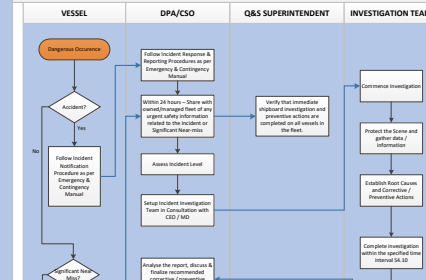 VESSEL
DPA/CSO
Q&S SUPERINTENDENT
INVESTIGATION TEAM
Dangerous Occurence
Accident?
Yes
No
Follow Incident
Notification
Procedure as per
Emergency &
Contingency
Manual
Significant Near
Miss?
Follow Incident Response &
Reporting Procedures as per
Emergency & Contingency
Manual
Within 24 hours – Share with
owned/managed fleet of any
urgent safety information
related to the Incident or
Significant Near-miss
Assess Incident Level
Setup Incident Investigation
Team in Consultation with
CEO / MD
Analyse the report, discuss &
finalize recommended
corrective / preventive
Verify that immediate
shipboard investigation and
preventive actions are
completed on all vessels in
the fleet.
Commence Investigation
Protect the Scene and
gather data /
information
Establish Root Causes
and Corrective /
Preventive Actions
Complete investigation
within the specified time
interval S4.10